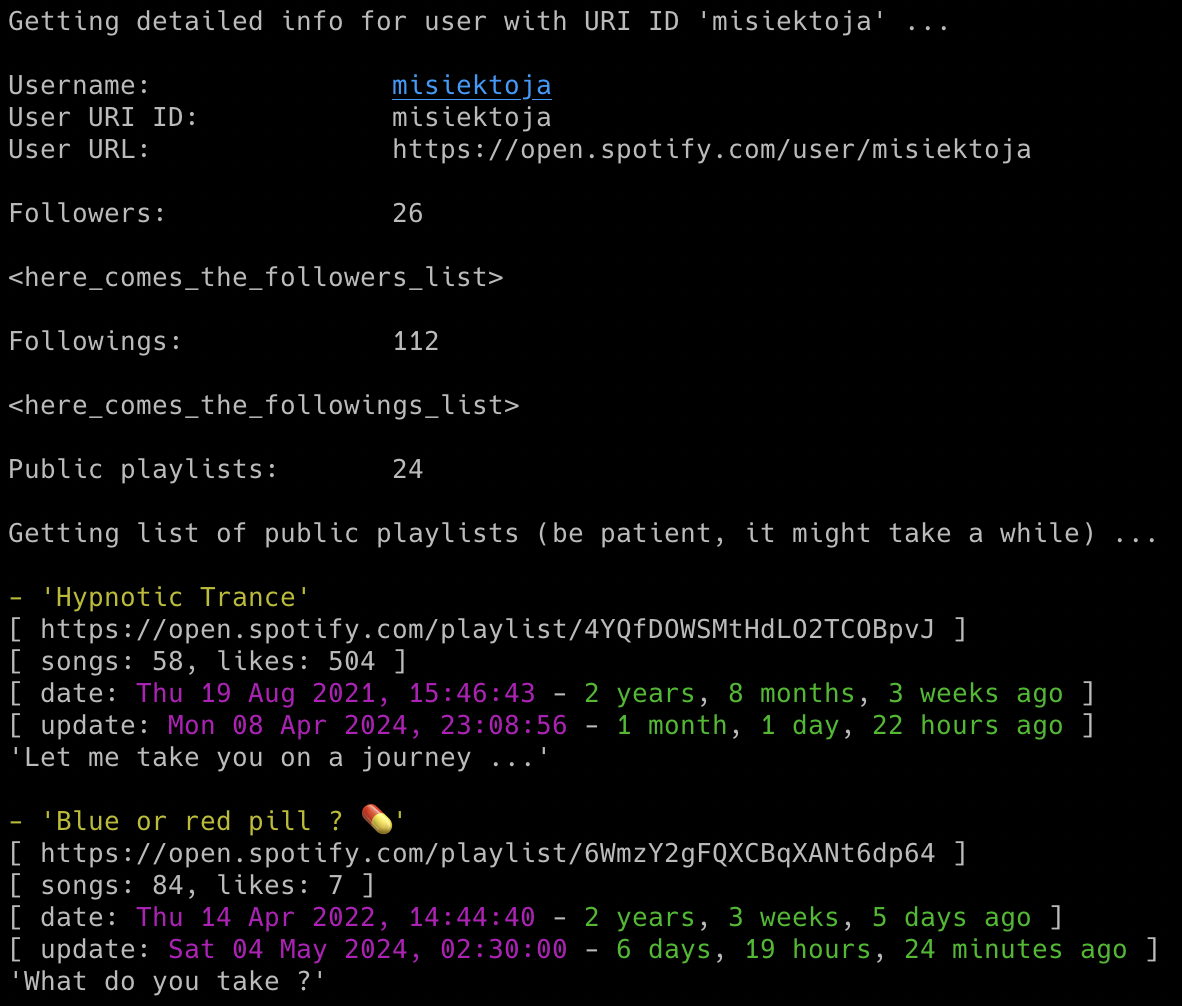 Getting detailed info for user with URI ID 'misiektoja' ...
Username: misiektoja
User URI ID: misiektoja
User URL: https://open.spotify.com/user/misiektoja
Followers: 26
<here_comes_the_followers_list>
Followings: 112
<here_comes_the_followings_list>
Public playlists: 24
Getting list of public playlists (be patient, it might take a while) ...
- 'Hypnotic Trance'
[ https://open.spotify.com/playlist/4YQfDOWSMtHdLO2TCOBpvJ ]
[ songs: 58, likes: 504 ]
[ date: Thu 19 Aug 2021, 15:46:43 - 2 years, 8 months, 3 weeks ago ]
[ update: Mon 08 Apr 2024, 23:08:56 - 1 month, 1 day, 22 hours ago ]
'Let me take you on a journey ...'
- 'Blue or red pill ? 💊'
[ https://open.spotify.com/playlist/6WmzY2gFQXCBqXANt6dp64 ]
[ songs: 84, likes: 7 ]
[ date: Thu 14 Apr 2022, 14:44:40 - 2 years, 3 weeks, 5 days ago ]
[ update: Sat 04 May 2024, 02:30:00 - 6 days, 19 hours, 24 minutes ago ]
'What do you take ?'